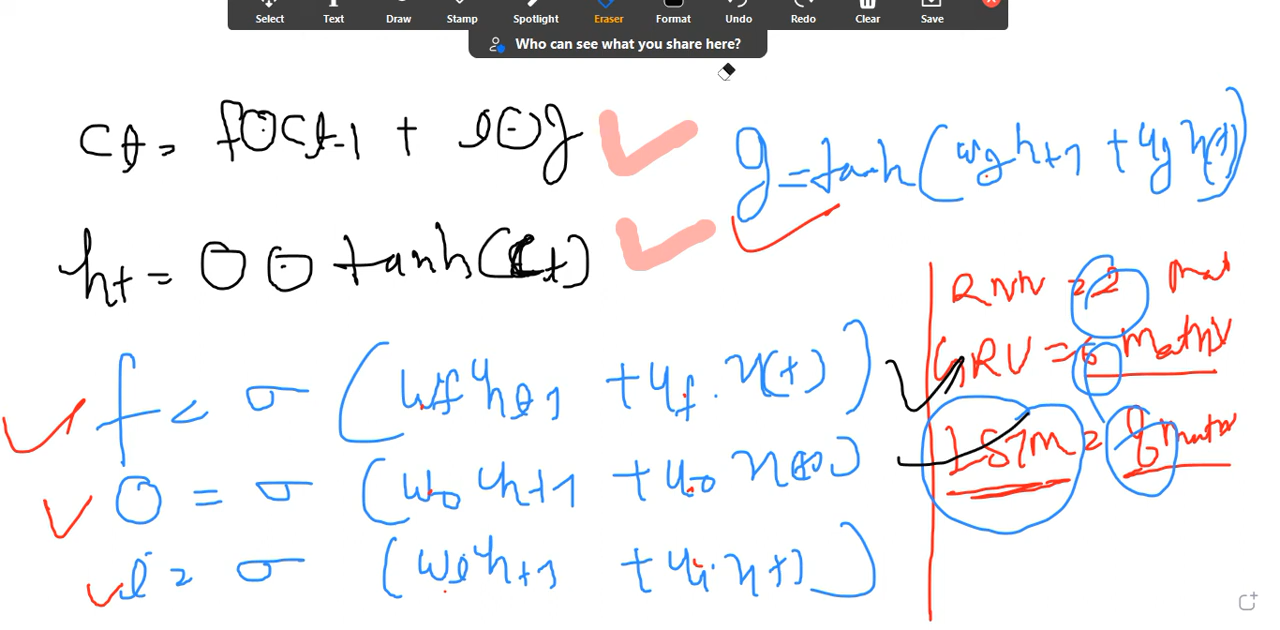 Select Text Draw Stamp Spotlight Eraser Format Undo Redo Clear Save
Who can see what you share here?
Ct = f⊙Ct-1 + i⊙g
g = tanh(Wg ht-1 + Ug x(t))
ht = O ⊙ tanh(Ct)
RNN = 2 mat
GRU = 6 matrix
LSTM = 8 matrx
f = σ (Wf ht-1 + Uf . x(t))
O = σ (Wo ht-1 + Uo x(t))
i = σ (Wi ht-1 + Ui . xt)